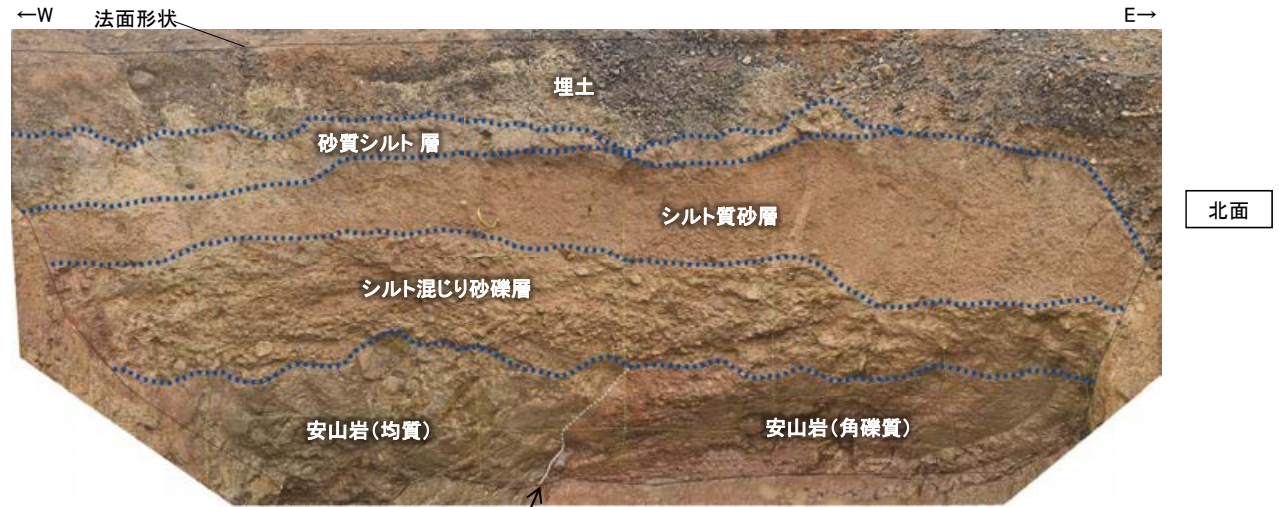 ←W
法面形状
E→
埋土
砂質シルト 層
シルト質砂層
北面
シルト混じり砂礫層
安山岩(均質)
安山岩(角礫質)